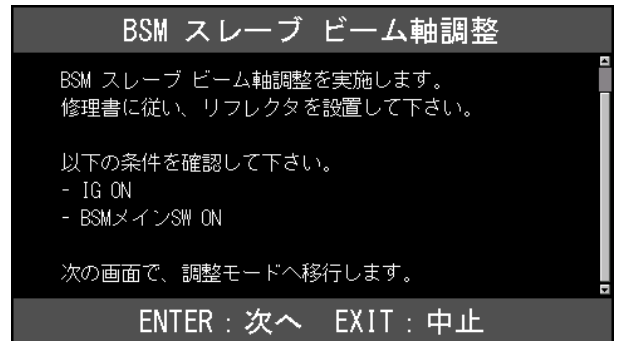 BSM スレーブ ビーム軸調整
BSM スレーブ ビーム軸調整を実施します。
修理書に従い、リフレクタを設置して下さい。
以下の条件を確認して下さい。
- IG ON
- BSMメインSW ON
次の画面で、調整モードへ移行します。
ENTER：次へ EXIT：中止